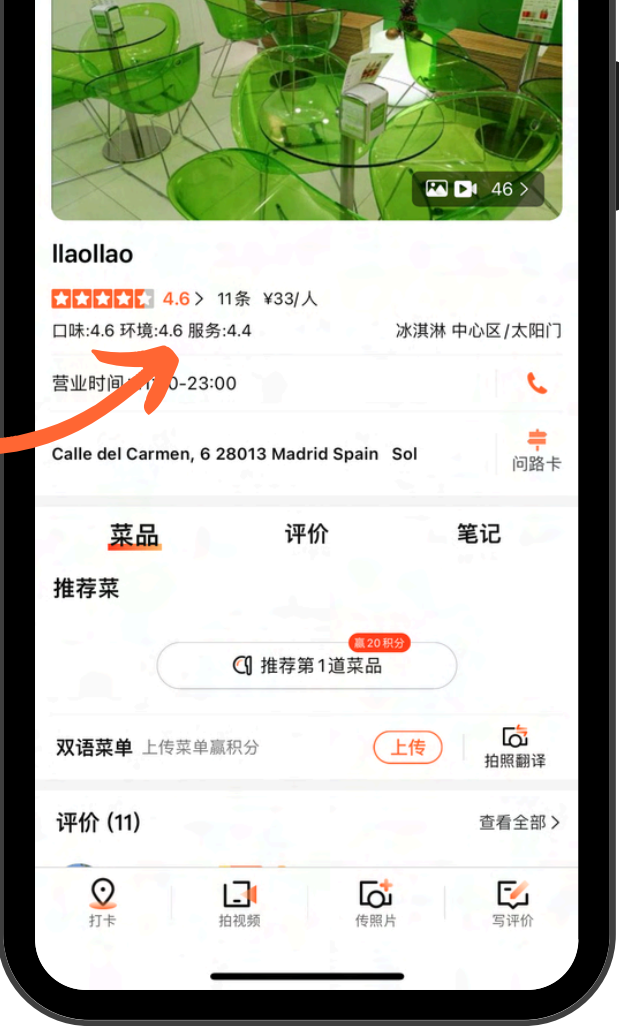 46 >
llaollao
4.6 > 11条 ¥33/人
口味:4.6 环境:4.6 服务:4.4
冰淇淋 中心区/太阳门
营业时间 0-23:00
Calle del Carmen, 6 28013 Madrid Spain Sol
问路卡
菜品 评价 笔记
推荐菜
赢20积分
推荐第1道菜品
双语菜单 上传菜单赢积分 上传
拍照翻译
评价 (11) 查看全部 >
打卡 拍视频 传照片 写评价